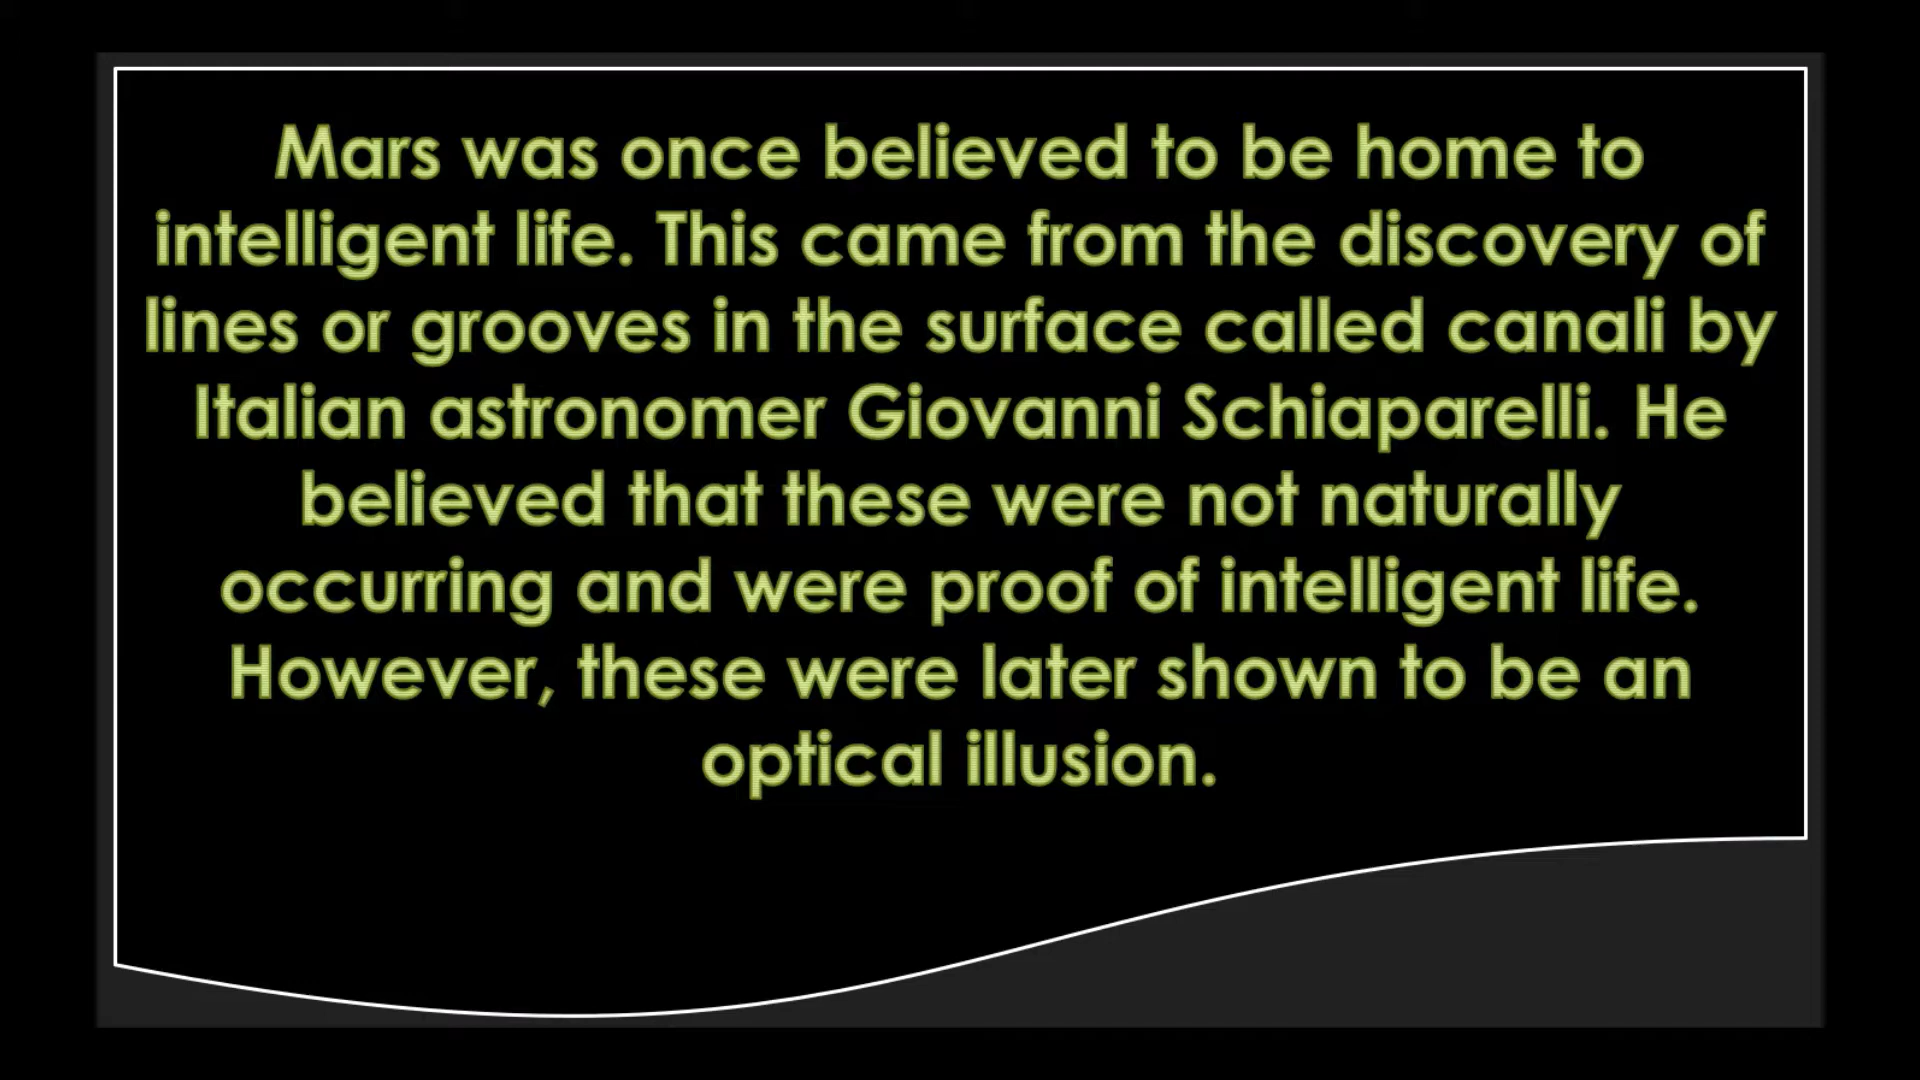 Mars was once believed to be home to
intelligent life. This came from the discovery of
lines or grooves in the surface called canali by
Italian astronomer Giovanni Schiaparelli. He
believed that these were not naturally
occurring and were proof of intelligent life.
However, these were later shown to be an
optical illusion.